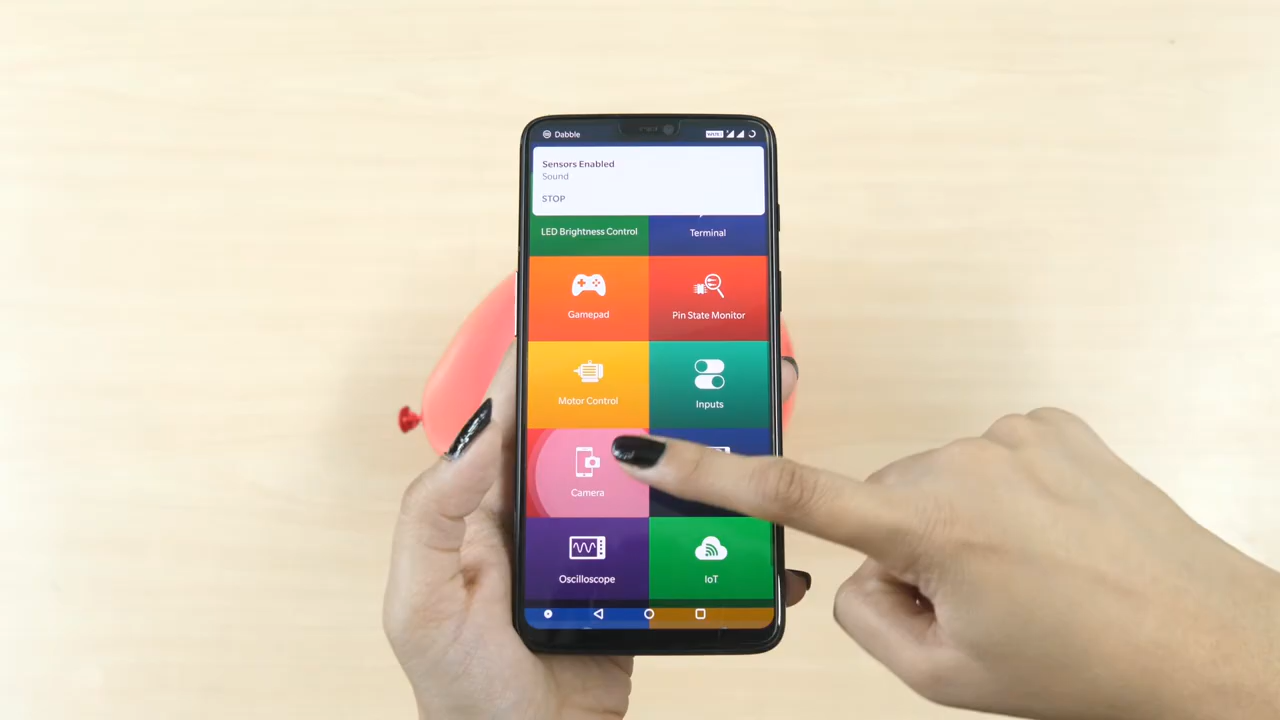 Dabble
Sensors Enabled
Sound
STOP
LED Brightness Control
Terminal
Gamepad
Pin State Monitor
Motor Control
Inputs
Camera
Oscilloscope
IoT